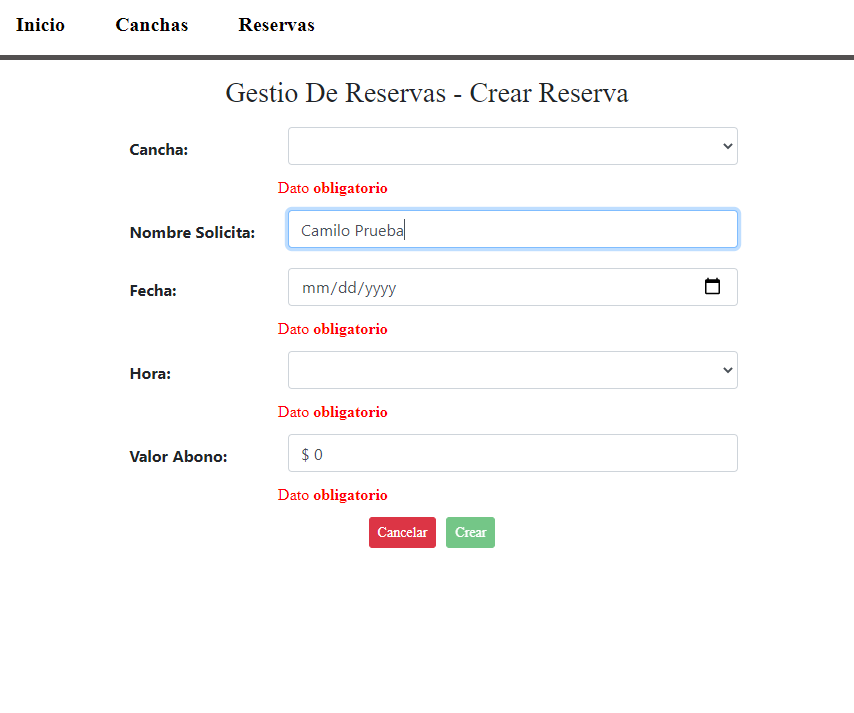 Inicio Canchas Reservas
Gestio De Reservas - Crear Reserva
Cancha:
Dato obligatorio
Nombre Solicita: Camilo Prueba
Fecha: mm/dd/yyyy
Dato obligatorio
Hora:
Dato obligatorio
Valor Abono: $ 0
Dato obligatorio
Cancelar Crear